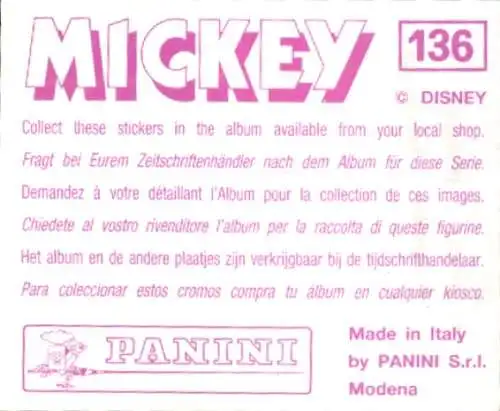 MICKEY
136
© DISNEY
Collect these stickers in the album available from your local shop.
Fragt bei Eurem Zeitschriftenhändler nach dem Album für diese Serie.
Demandez à votre détaillant l'Album pour la collection de ces images.
Chiedete al vostro rivenditore l'album per la raccolta di queste figurine.
Het album en de andere plaatjes zijn verkrijgbaar bij de tijdschrifthandelaar.
Para coleccionar estos cromos compra tu álbum en cualquier kiosco.
PANINI
Made in Italy
by PANINI S.r.l.
Modena